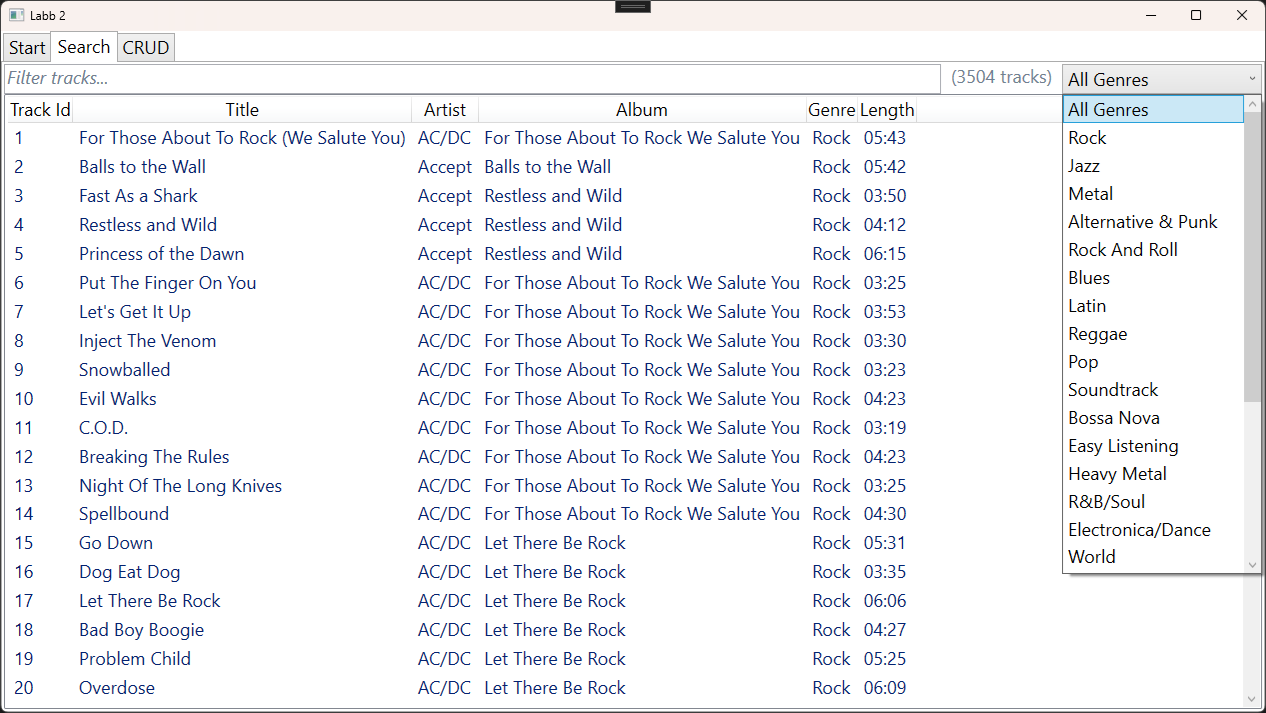 Labb 2
Start Search CRUD
Filter tracks... (3504 tracks) All Genres
Track Id Title Artist Album Genre Length
1 For Those About To Rock (We Salute You) AC/DC For Those About To Rock We Salute You Rock 05:43
2 Balls to the Wall Accept Balls to the Wall Rock 05:42
3 Fast As a Shark Accept Restless and Wild Rock 03:50
4 Restless and Wild Accept Restless and Wild Rock 04:12
5 Princess of the Dawn Accept Restless and Wild Rock 06:15
6 Put The Finger On You AC/DC For Those About To Rock We Salute You Rock 03:25
7 Let's Get It Up AC/DC For Those About To Rock We Salute You Rock 03:53
8 Inject The Venom AC/DC For Those About To Rock We Salute You Rock 03:30
9 Snowballed AC/DC For Those About To Rock We Salute You Rock 03:23
10 Evil Walks AC/DC For Those About To Rock We Salute You Rock 04:23
11 C.O.D. AC/DC For Those About To Rock We Salute You Rock 03:19
12 Breaking The Rules AC/DC For Those About To Rock We Salute You Rock 04:23
13 Night Of The Long Knives AC/DC For Those About To Rock We Salute You Rock 03:25
14 Spellbound AC/DC For Those About To Rock We Salute You Rock 04:30
15 Go Down AC/DC Let There Be Rock Rock 05:31
16 Dog Eat Dog AC/DC Let There Be Rock Rock 03:35
17 Let There Be Rock AC/DC Let There Be Rock Rock 06:06
18 Bad Boy Boogie AC/DC Let There Be Rock Rock 04:27
19 Problem Child AC/DC Let There Be Rock Rock 05:25
20 Overdose AC/DC Let There Be Rock Rock 06:09
All Genres
Rock
Jazz
Metal
Alternative & Punk
Rock And Roll
Blues
Latin
Reggae
Pop
Soundtrack
Bossa Nova
Easy Listening
Heavy Metal
R&B/Soul
Electronica/Dance
World